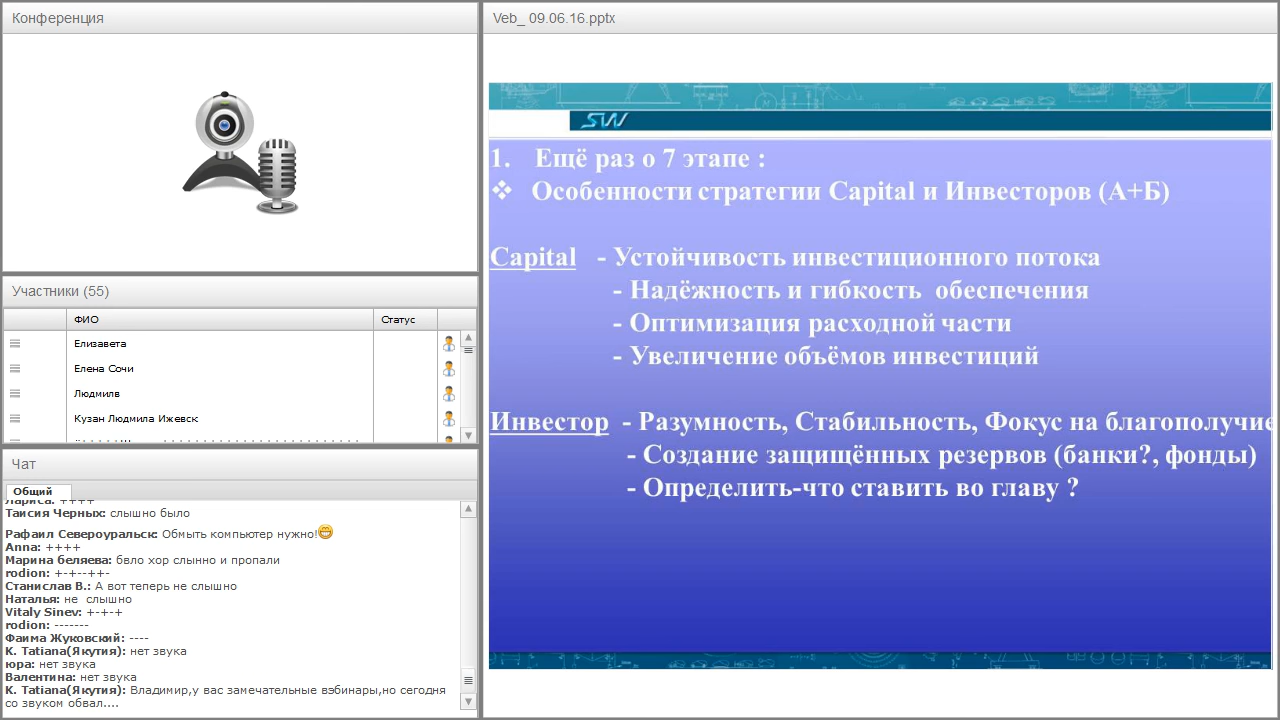 Конференция
Участники (55)
ФИО
Статус
Елизавета
Елена Сочи
Людмилв
Кузан Людмила Ижевск
Чат
Общий
Лариса: ++++
Таисия Черных: слышно было
Рафаил Североуральск: Обмыть компьютер нужно!
Anna: ++++
Марина беляева: бвло хор слынно и пропали
rodion: +-+--++-
Станислав В.: А вот теперь не слышно
Наталья: не слышно
Vitaly Sinev: +-+-+
rodion: -------
Фаима Жуковский: ----
K. Tatiana(Якутия): нет звука
юра: нет звука
Валентина: нет звука
K. Tatiana(Якутия): Владимир,у вас замечательные вэбинары,но сегодня
со звуком обвал....
Veb_ 09.06.16.pptx
SW
1. Ещё раз о 7 этапе :
❖ Особенности стратегии Capital и Инвесторов (А+Б)
Capital - Устойчивость инвестиционного потока
- Надёжность и гибкость обеспечения
- Оптимизация расходной части
- Увеличение объёмов инвестиций
Инвестор - Разумность, Стабильность, Фокус на благополучие
- Создание защищённых резервов (банки?, фонды)
- Определить-что ставить во главу ?